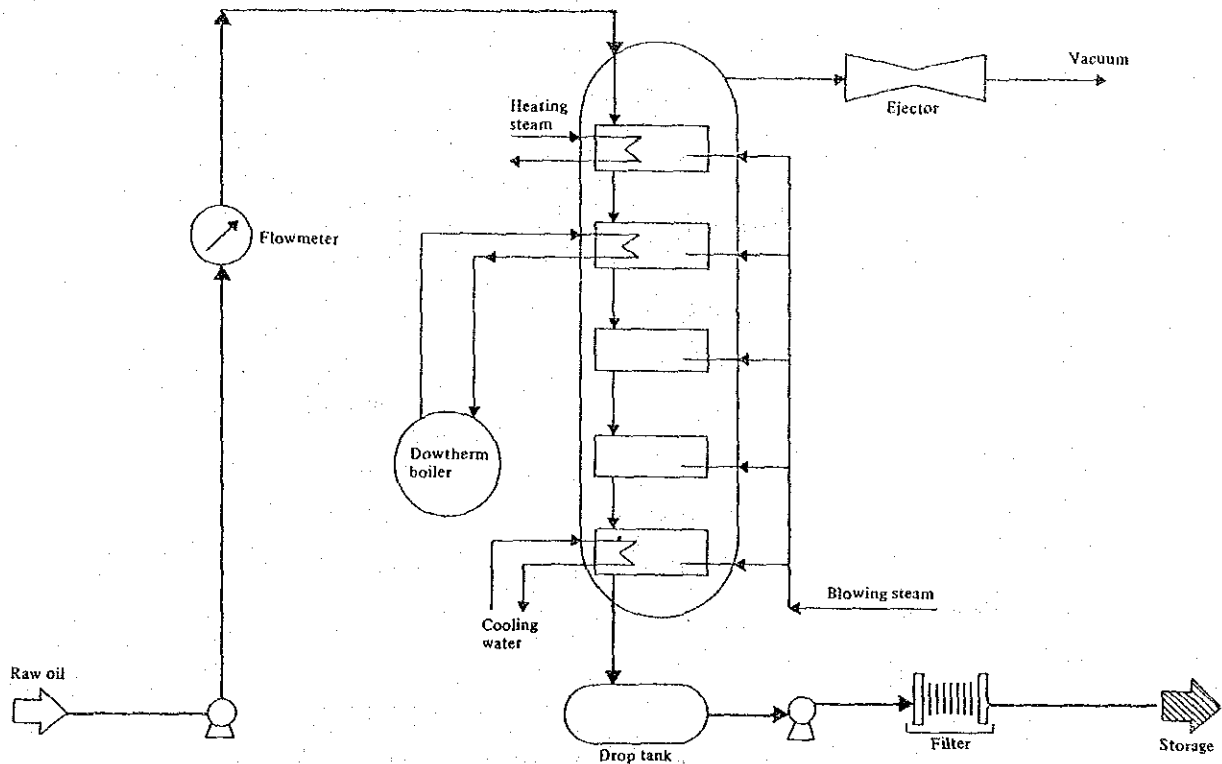 Vacuum
Ejector
Heating
steam
Flowmeter
Dowtherm
boiler
Blowing steam
Cooling
water
Raw oil
Drop tank
Filter
Storage